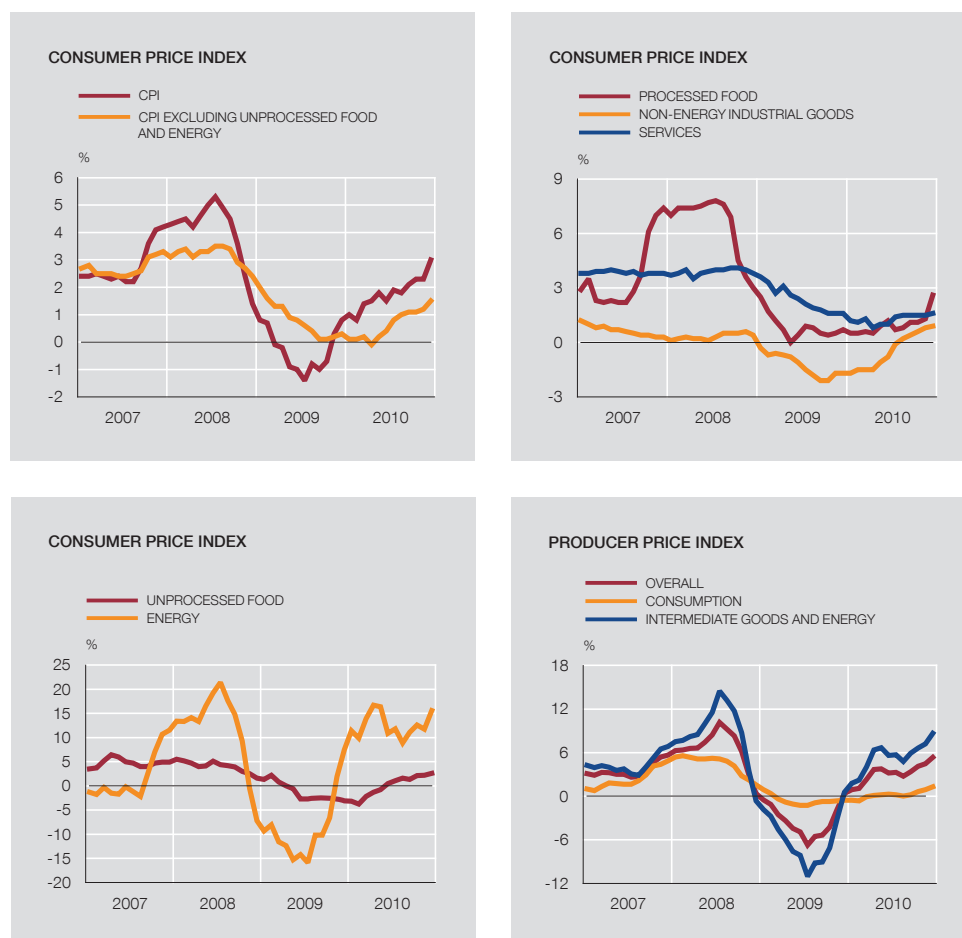 CONSUMER PRICE INDEX
CPI
CPI EXCLUDING UNPROCESSED FOOD
AND ENERGY
%
6
5
4
3
2
1
0
-1
-2
2007 2008 2009 2010
CONSUMER PRICE INDEX
PROCESSED FOOD
NON-ENERGY INDUSTRIAL GOODS
SERVICES
%
9
6
3
0
-3
2007 2008 2009 2010
CONSUMER PRICE INDEX
UNPROCESSED FOOD
ENERGY
%
25
20
15
10
5
0
-5
-10
-15
-20
2007 2008 2009 2010
PRODUCER PRICE INDEX
OVERALL
CONSUMPTION
INTERMEDIATE GOODS AND ENERGY
%
18
12
6
0
-6
-12
2007 2008 2009 2010